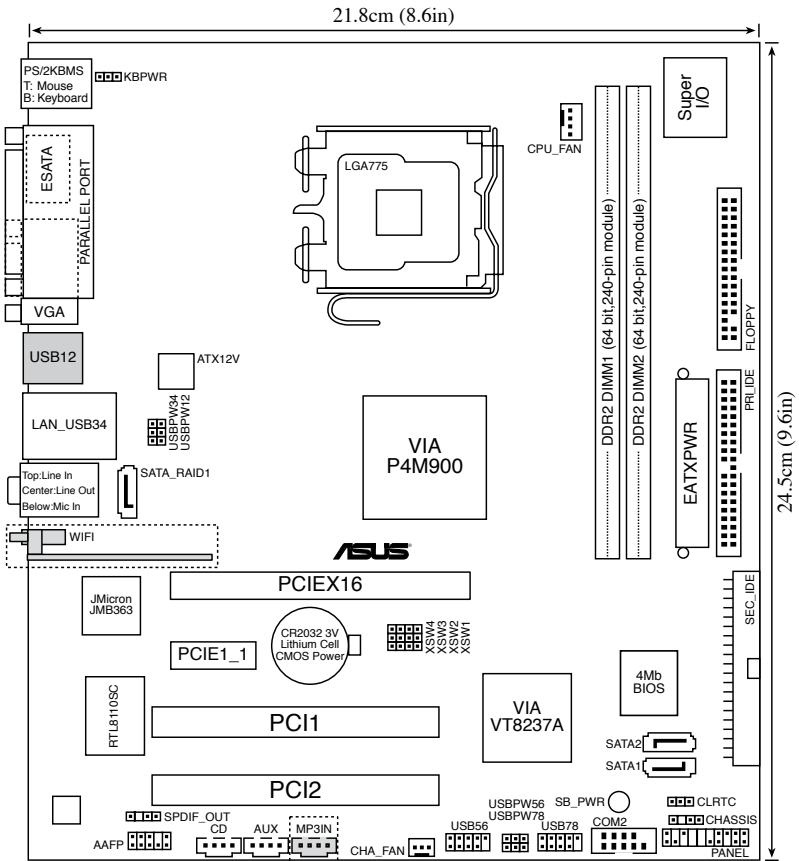 21.8cm (8.6in)
PS/2KBMS
T: Mouse
B: Keyboard
KBPWR
Super
I/O
CPU_FAN
LGA775
ESATA
PARALLEL PORT
VGA
DDR2 DIMM1 (64 bit,240-pin module)
DDR2 DIMM2 (64 bit,240-pin module)
FLOPPY
24.5cm (9.6in)
USB12
ATX12V
LAN_USB34
USBPW34
USBPW12
VIA
P4M900
EATXPWR
PRI_IDE
Top:Line In
Center:Line Out
Below:Mic In
SATA_RAID1
WIFI
ASUS
PCIEX16
JMicron
JMB363
CR2032 3V
Lithium Cell
CMOS Power
PCIE1_1
XSW4
XSW3
XSW2
XSW1
SEC_IDE
4Mb
BIOS
RTL8110SC
VIA
VT8237A
PCI1
SATA2
SATA1
PCI2
SPDIF_OUT
AAFP
CD
AUX
MP3IN
CHA_FAN
USB56
USBPW56
USBPW78
USB78
SB_PWR
COM2
CLRTC
CHASSIS
PANEL